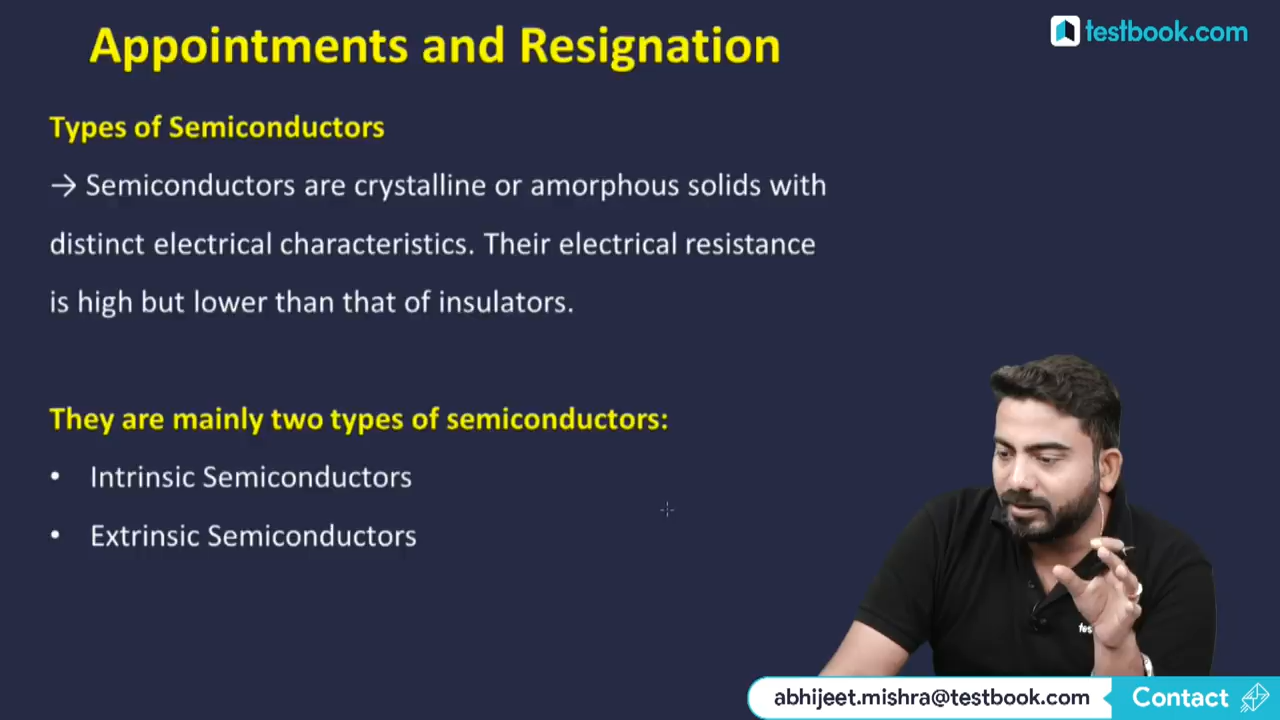 Appointments and Resignation
testbook.com
Types of Semiconductors
→ Semiconductors are crystalline or amorphous solids with
distinct electrical characteristics. Their electrical resistance
is high but lower than that of insulators.
They are mainly two types of semiconductors:
• Intrinsic Semiconductors
• Extrinsic Semiconductors
tes
abhijeet.mishra@testbook.com
Contact